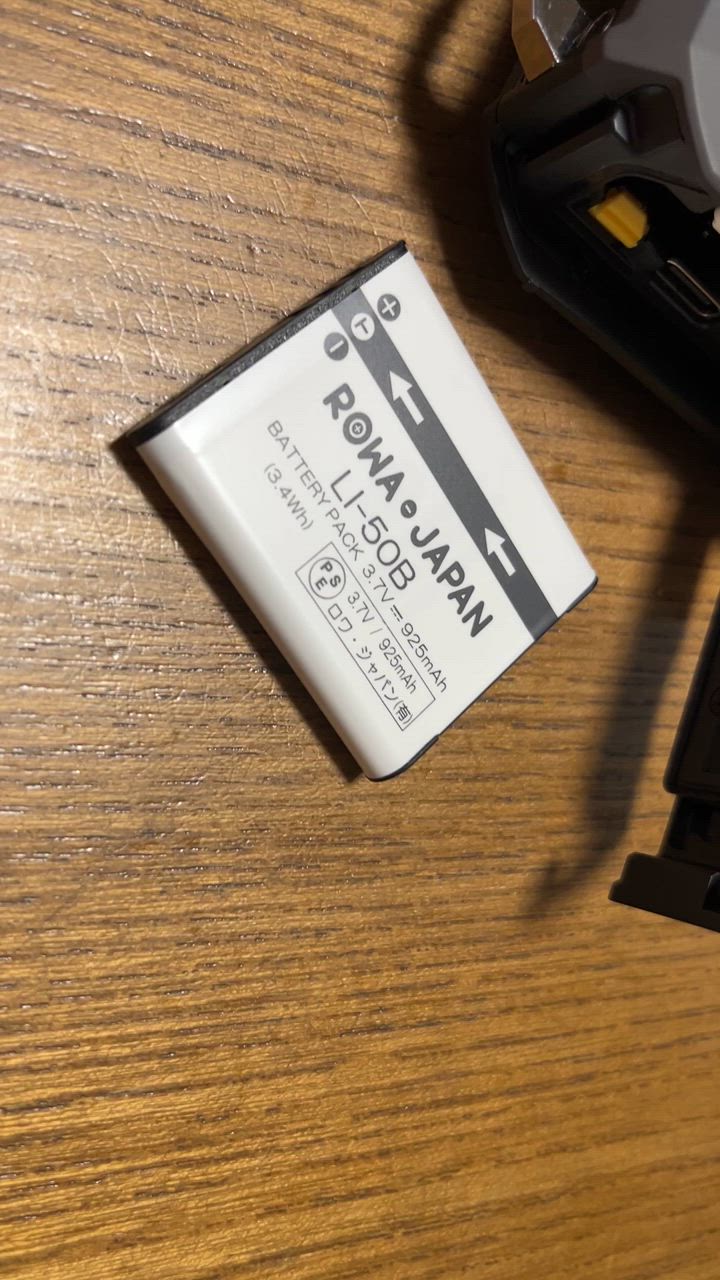 − T +
ROWA・JAPAN
LI-50B
BATTERY PACK 3.7V⎓925mAh
(3.4Wh)
PSE 3.7V / 925mAh
ロワ・ジャパン(有)